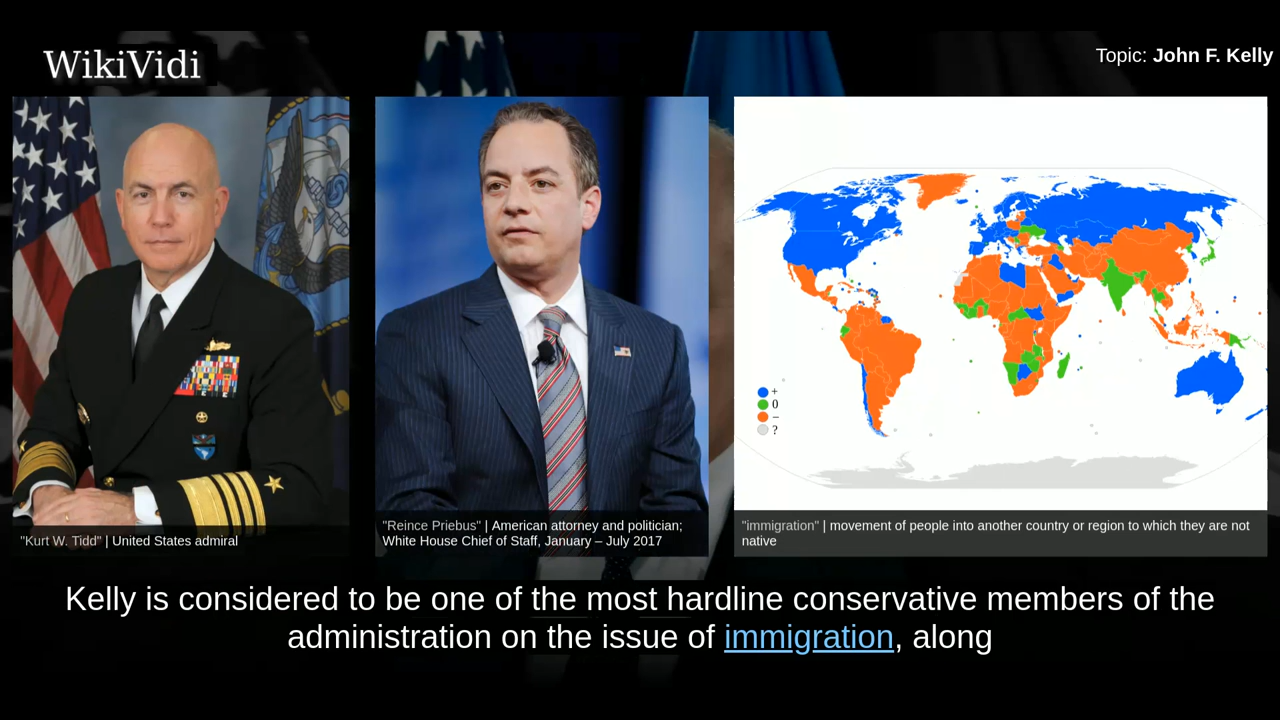 WikiVidi
Topic: John F. Kelly
+
0
–
?
"Kurt W. Tidd" | United States admiral
"Reince Priebus" | American attorney and politician;
White House Chief of Staff, January – July 2017
"immigration" | movement of people into another country or region to which they are not
native
Kelly is considered to be one of the most hardline conservative members of the
administration on the issue of immigration, along